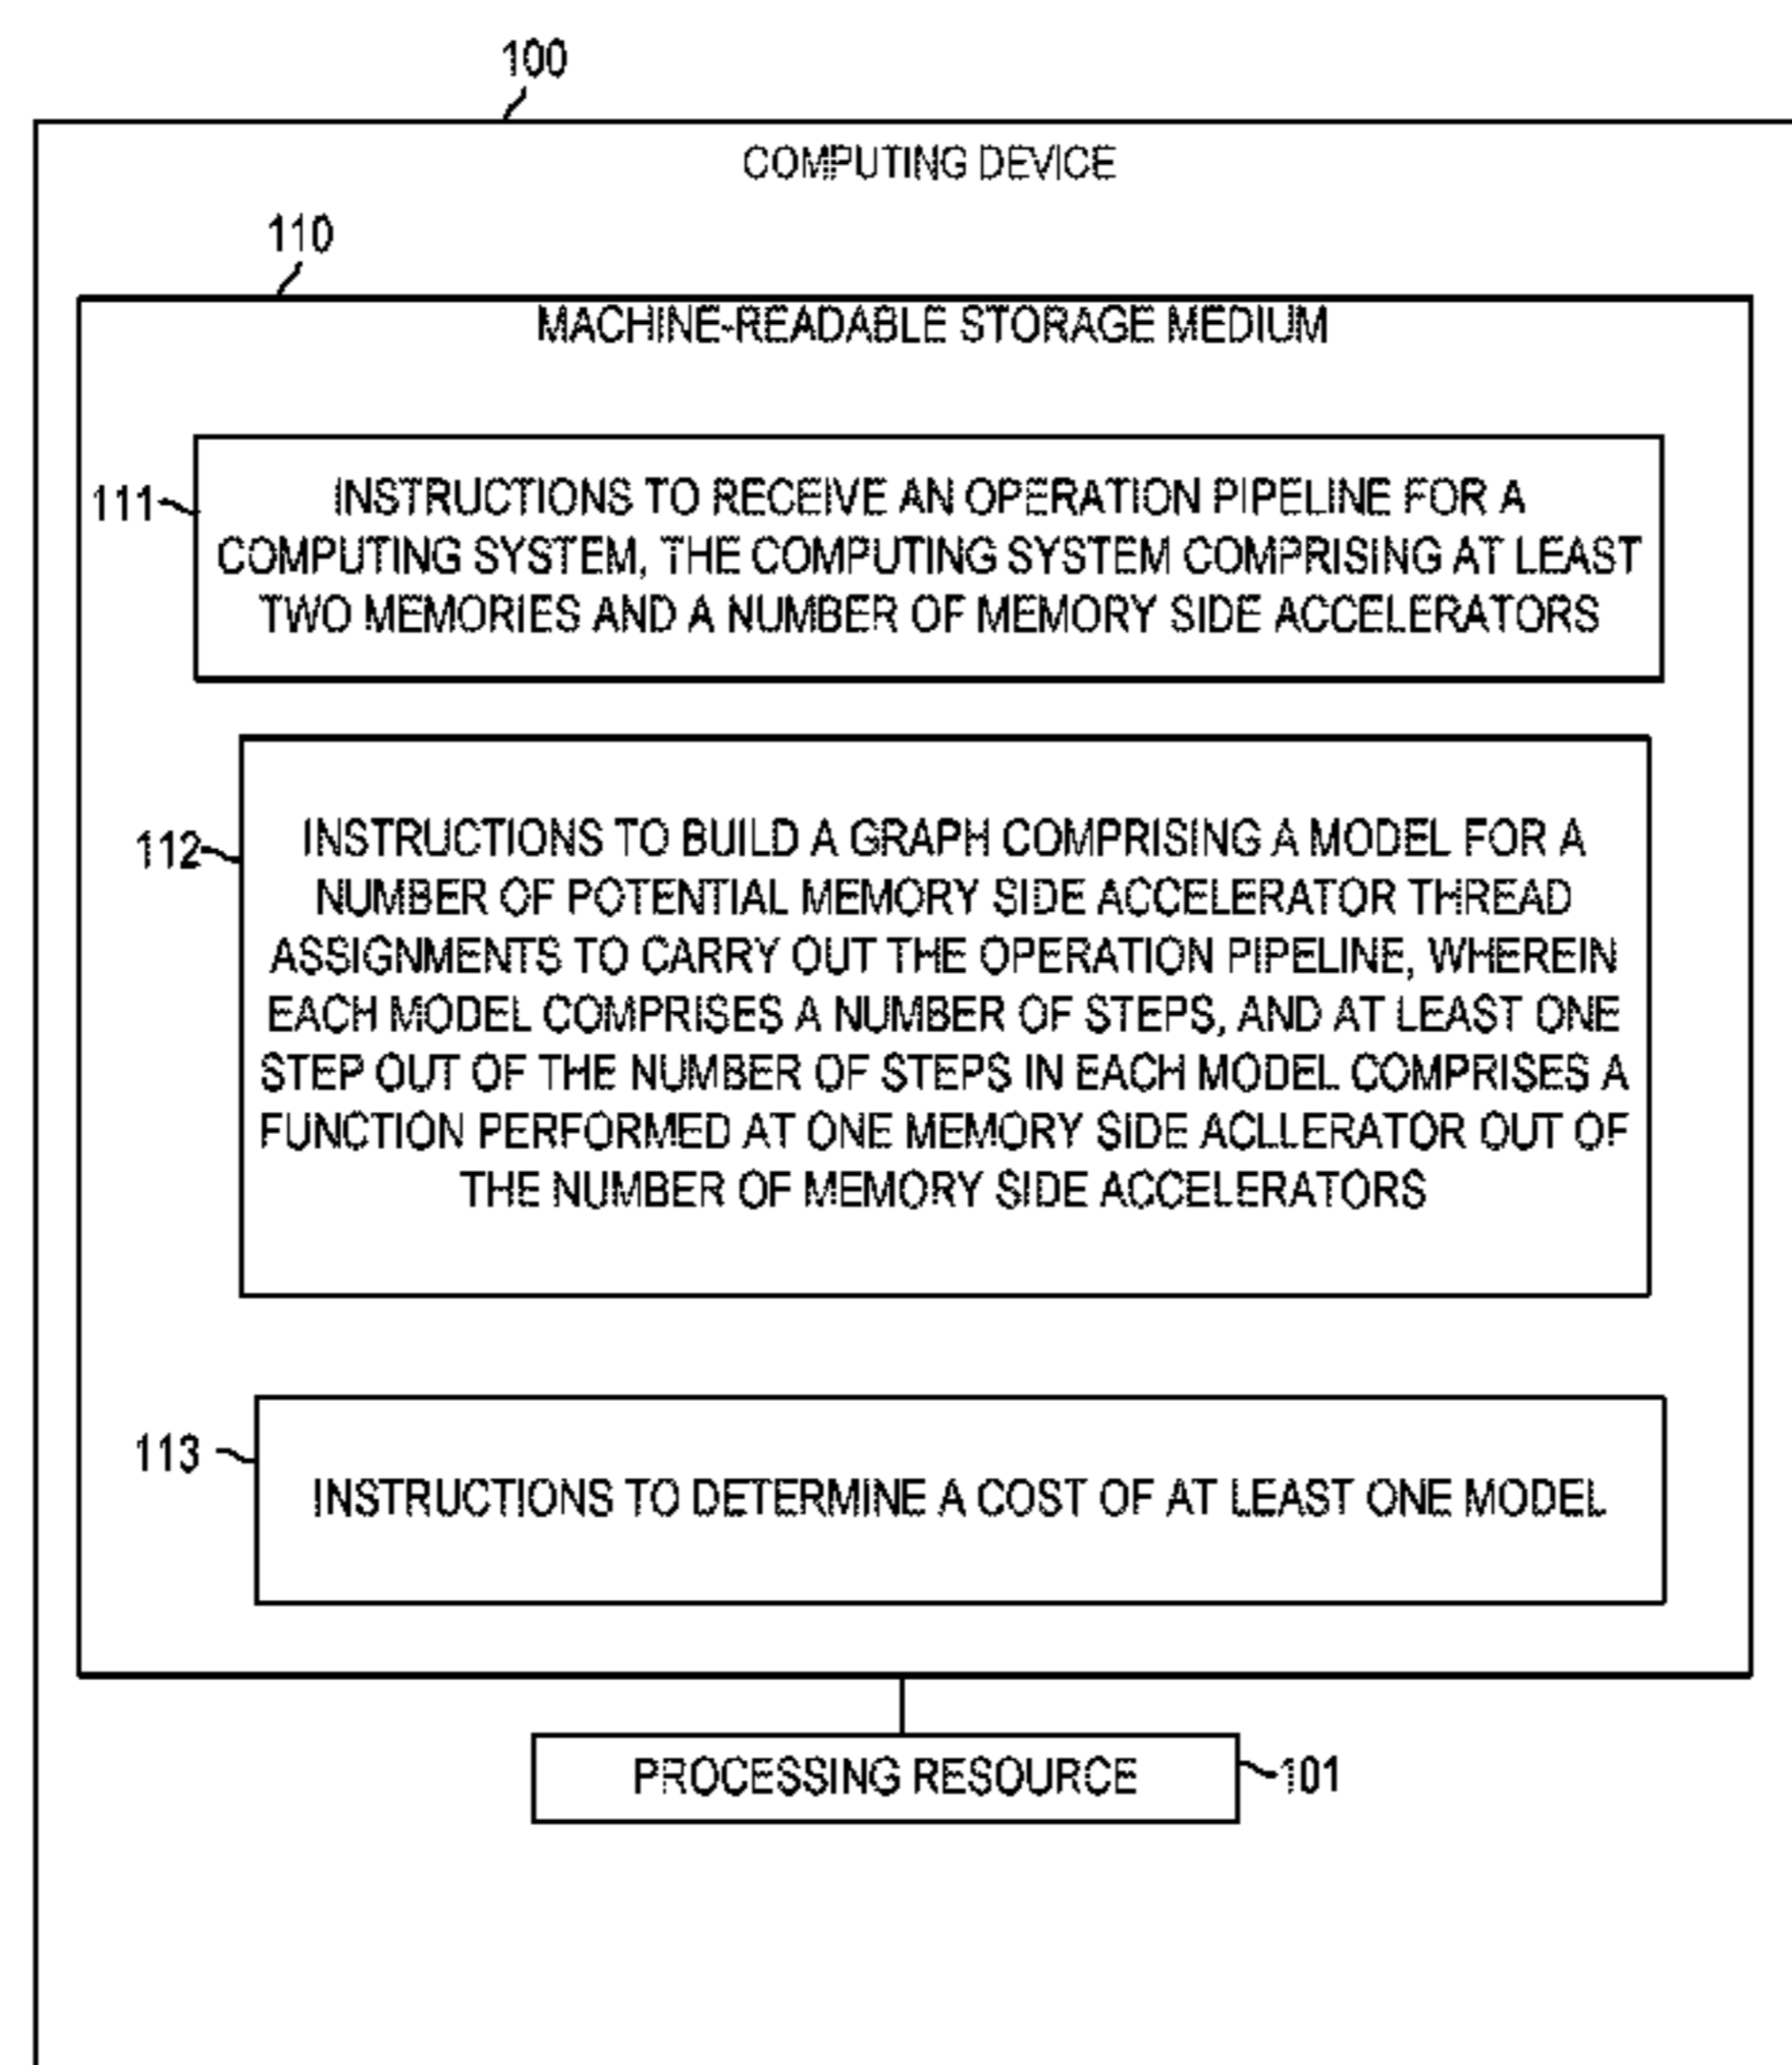 100
COMPUTING DEVICE
110
MACHINE-READABLE STORAGE MEDIUM
111
INSTRUCTIONS TO RECEIVE AN OPERATION PIPELINE FOR A
COMPUTING SYSTEM, THE COMPUTING SYSTEM COMPRISING AT LEAST
TWO MEMORIES AND A NUMBER OF MEMORY SIDE ACCELERATORS
112
INSTRUCTIONS TO BUILD A GRAPH COMPRISING A MODEL FOR A
NUMBER OF POTENTIAL MEMORY SIDE ACCELERATOR THREAD
ASSIGNMENTS TO CARRY OUT THE OPERATION PIPELINE, WHEREIN
EACH MODEL COMPRISES A NUMBER OF STEPS, AND AT LEAST ONE
STEP OUT OF THE NUMBER OF STEPS IN EACH MODEL COMPRISES A
FUNCTION PERFORMED AT ONE MEMORY SIDE ACLLERATOR OUT OF
THE NUMBER OF MEMORY SIDE ACCELERATORS
113
INSTRUCTIONS TO DETERMINE A COST OF AT LEAST ONE MODEL
PROCESSING RESOURCE
101